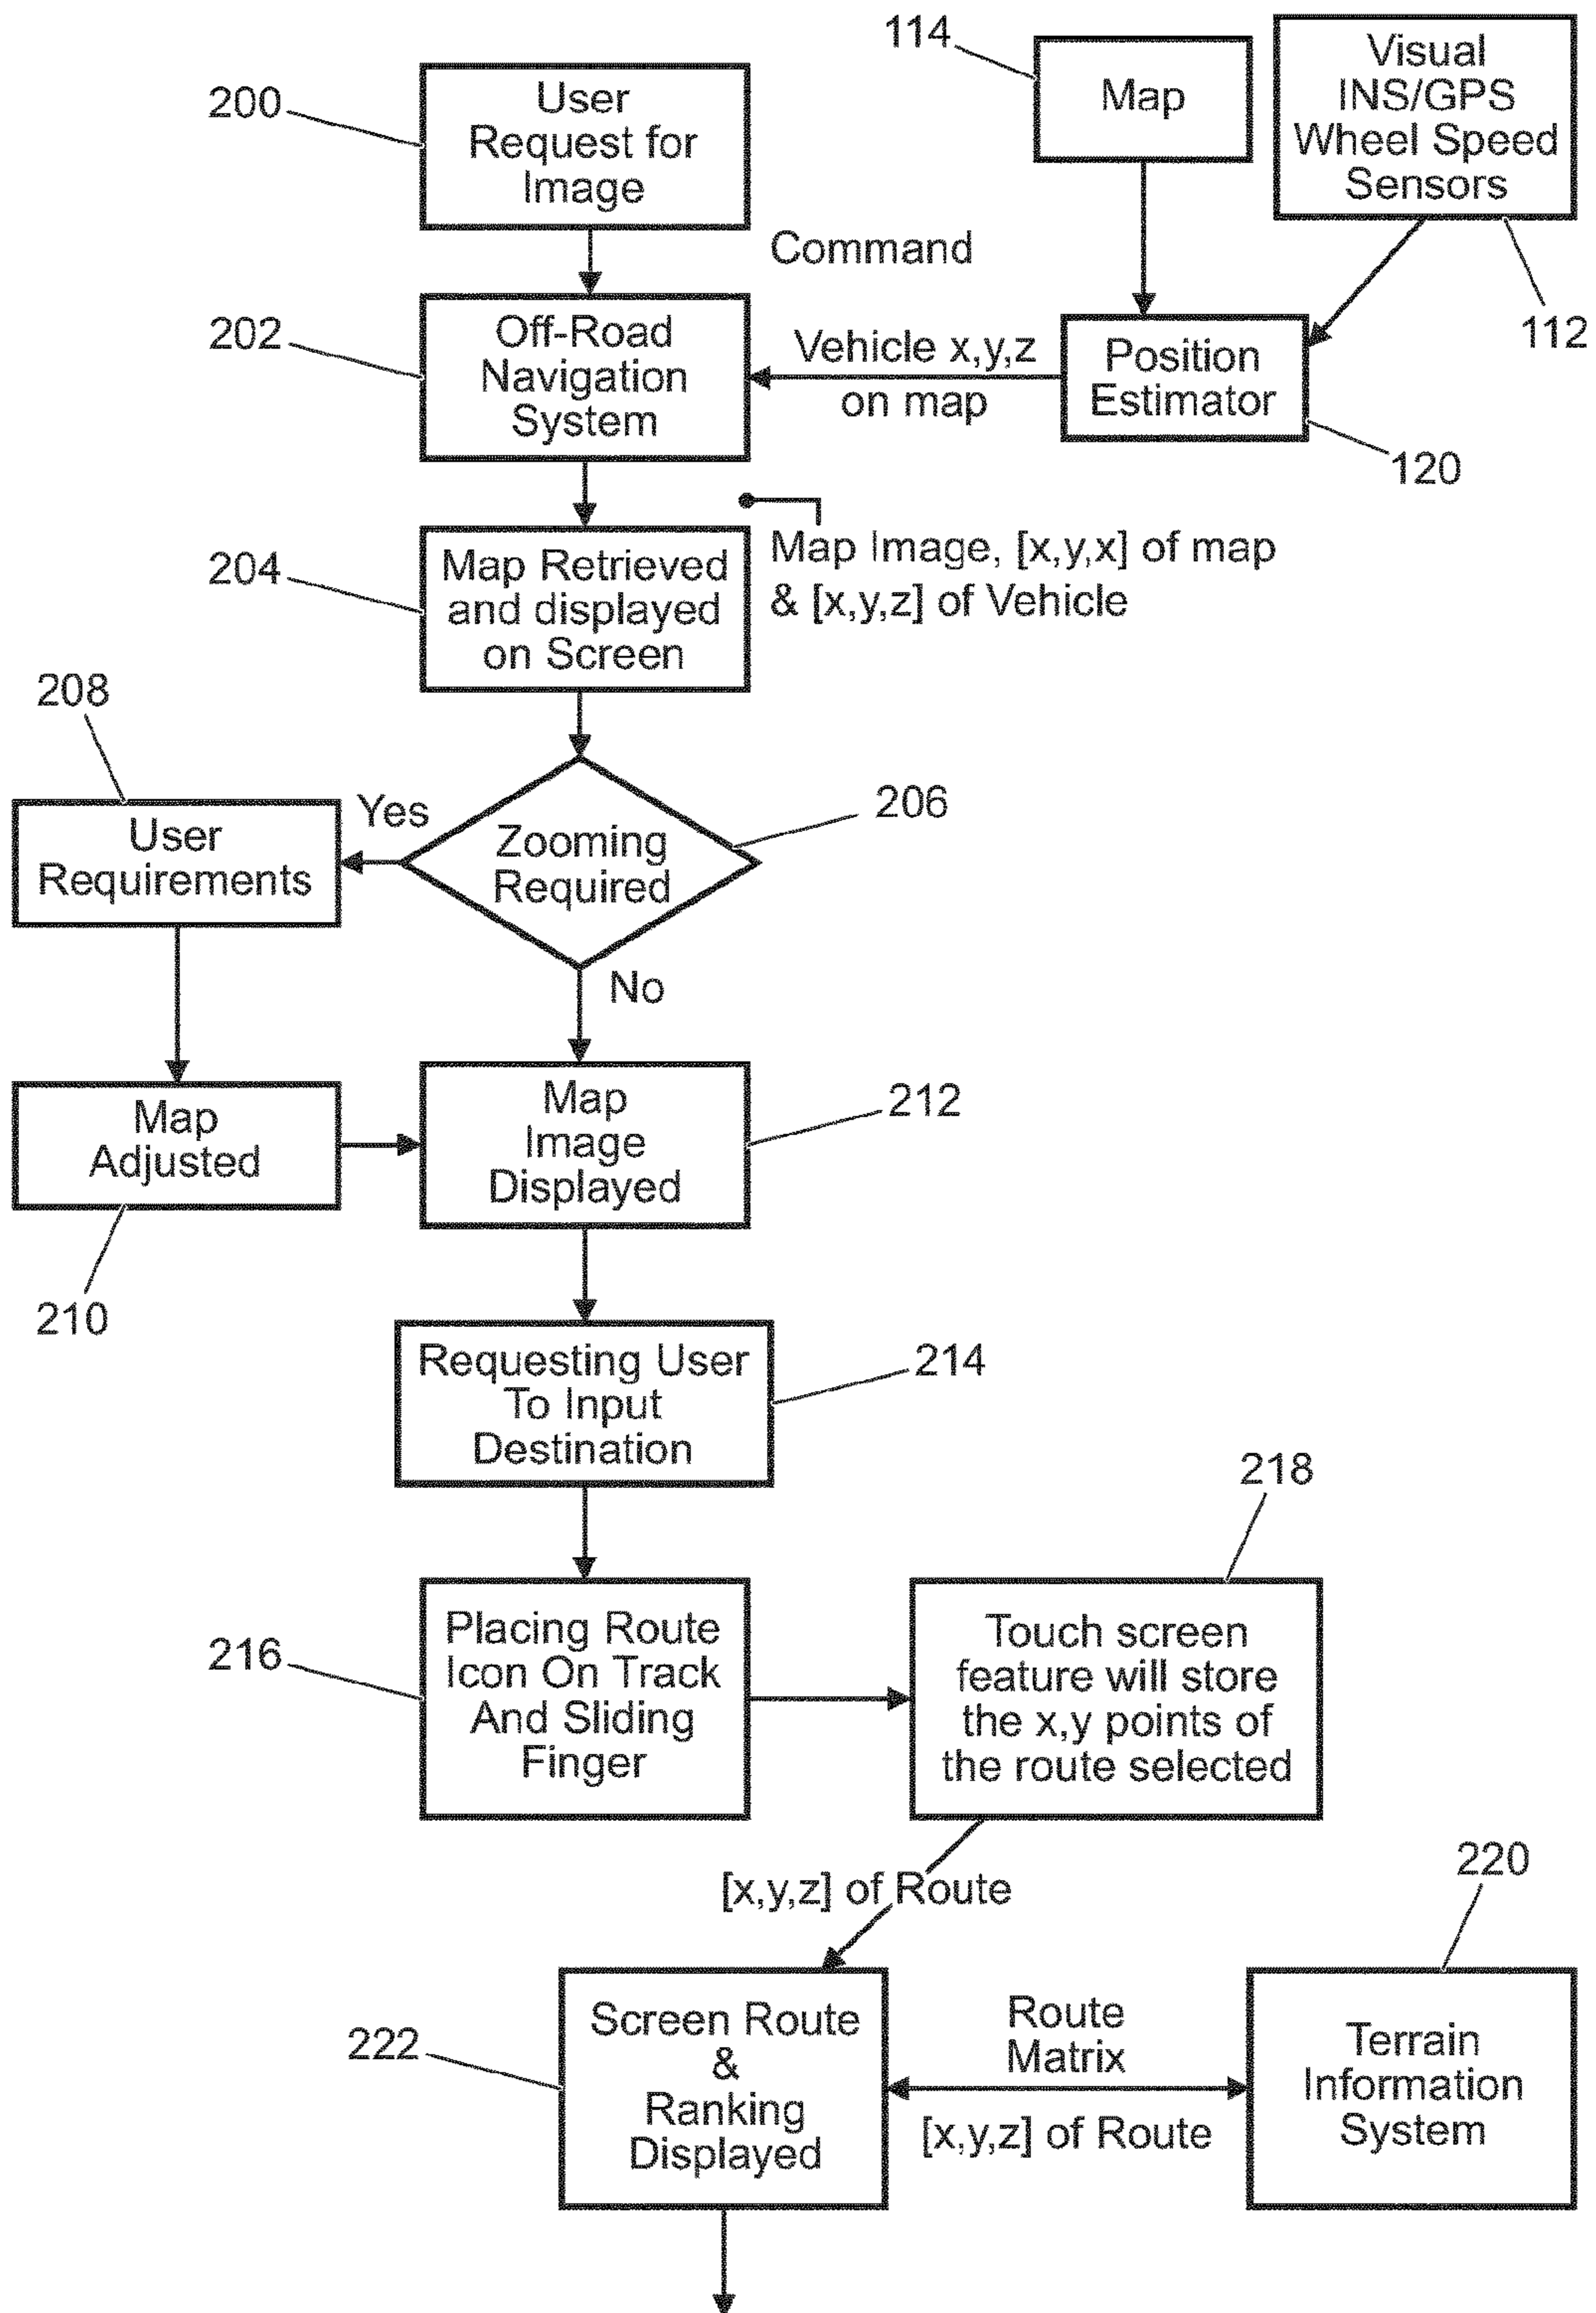 114
Map
Visual
INS/GPS
Wheel Speed
Sensors
112
200
User
Request for
Image
Command
202
Off-Road
Navigation
System
Vehicle x,y,z
on map
Position
Estimator
120
204
Map Retrieved
and displayed
on Screen
Map Image, [x,y,x] of map
& [x,y,z] of Vehicle
208
User
Requirements
Yes
Zooming
Required
206
No
Map
Adjusted
210
Map
Image
Displayed
212
Requesting User
To Input
Destination
214
216
Placing Route
Icon On Track
And Sliding
Finger
218
Touch screen
feature will store
the x,y points of
the route selected
[x,y,z] of Route
222
Screen Route
&
Ranking
Displayed
Route
Matrix
[x,y,z] of Route
220
Terrain
Information
System